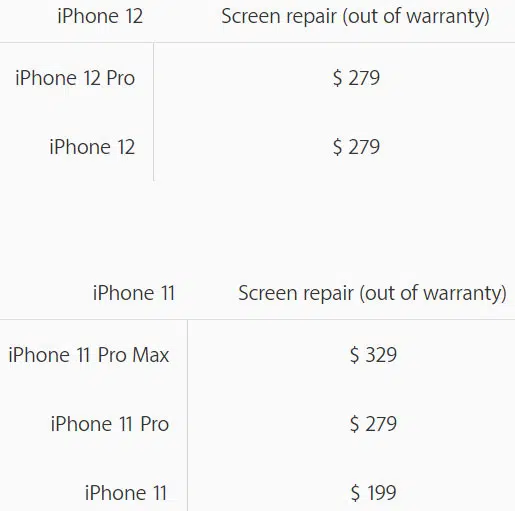 iPhone 12 Screen repair (out of warranty)
iPhone 12 Pro $ 279
iPhone 12 $ 279
iPhone 11 Screen repair (out of warranty)
iPhone 11 Pro Max $ 329
iPhone 11 Pro $ 279
iPhone 11 $ 199